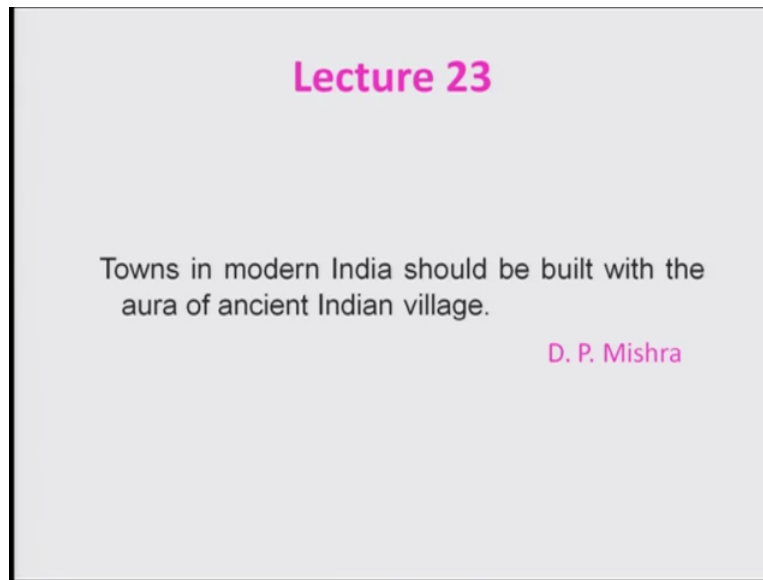 Lecture 23
Towns in modern India should be built with the
aura of ancient Indian village.
D. P. Mishra